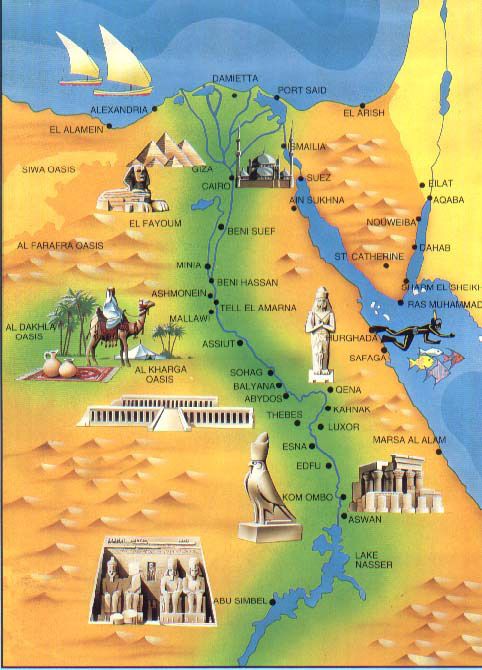 DAMIETTA
PORT SAID
ALEXANDRIA
EL ARISH
EL ALAMEIN
ISMAILIA
SIWA OASIS
GIZA
CAIRO
SUEZ
EILAT
AIN SUKHNA
AQABA
EL FAYOUM
NOUWEIBA
BENI SUEF
AL FARAFRA OASIS
DAHAB
ST. CATHERINE
MINIA
BENI HASSAN
SHARM EL SHEIKH
ASHMONEIN
TELL EL AMARNA
RAS MUHAMMAD
MALLAWI
AL DAKHLA
OASIS
HURGHADA
ASSIUT
SAFAGA
AL KHARGA
OASIS
SOHAG
BALYANA
QENA
ABYDOS
KAHNAK
THEBES
LUXOR
MARSA AL ALAM
ESNA
EDFU
KOM OMBO
ASWAN
LAKE
NASSER
ABU SIMBEL